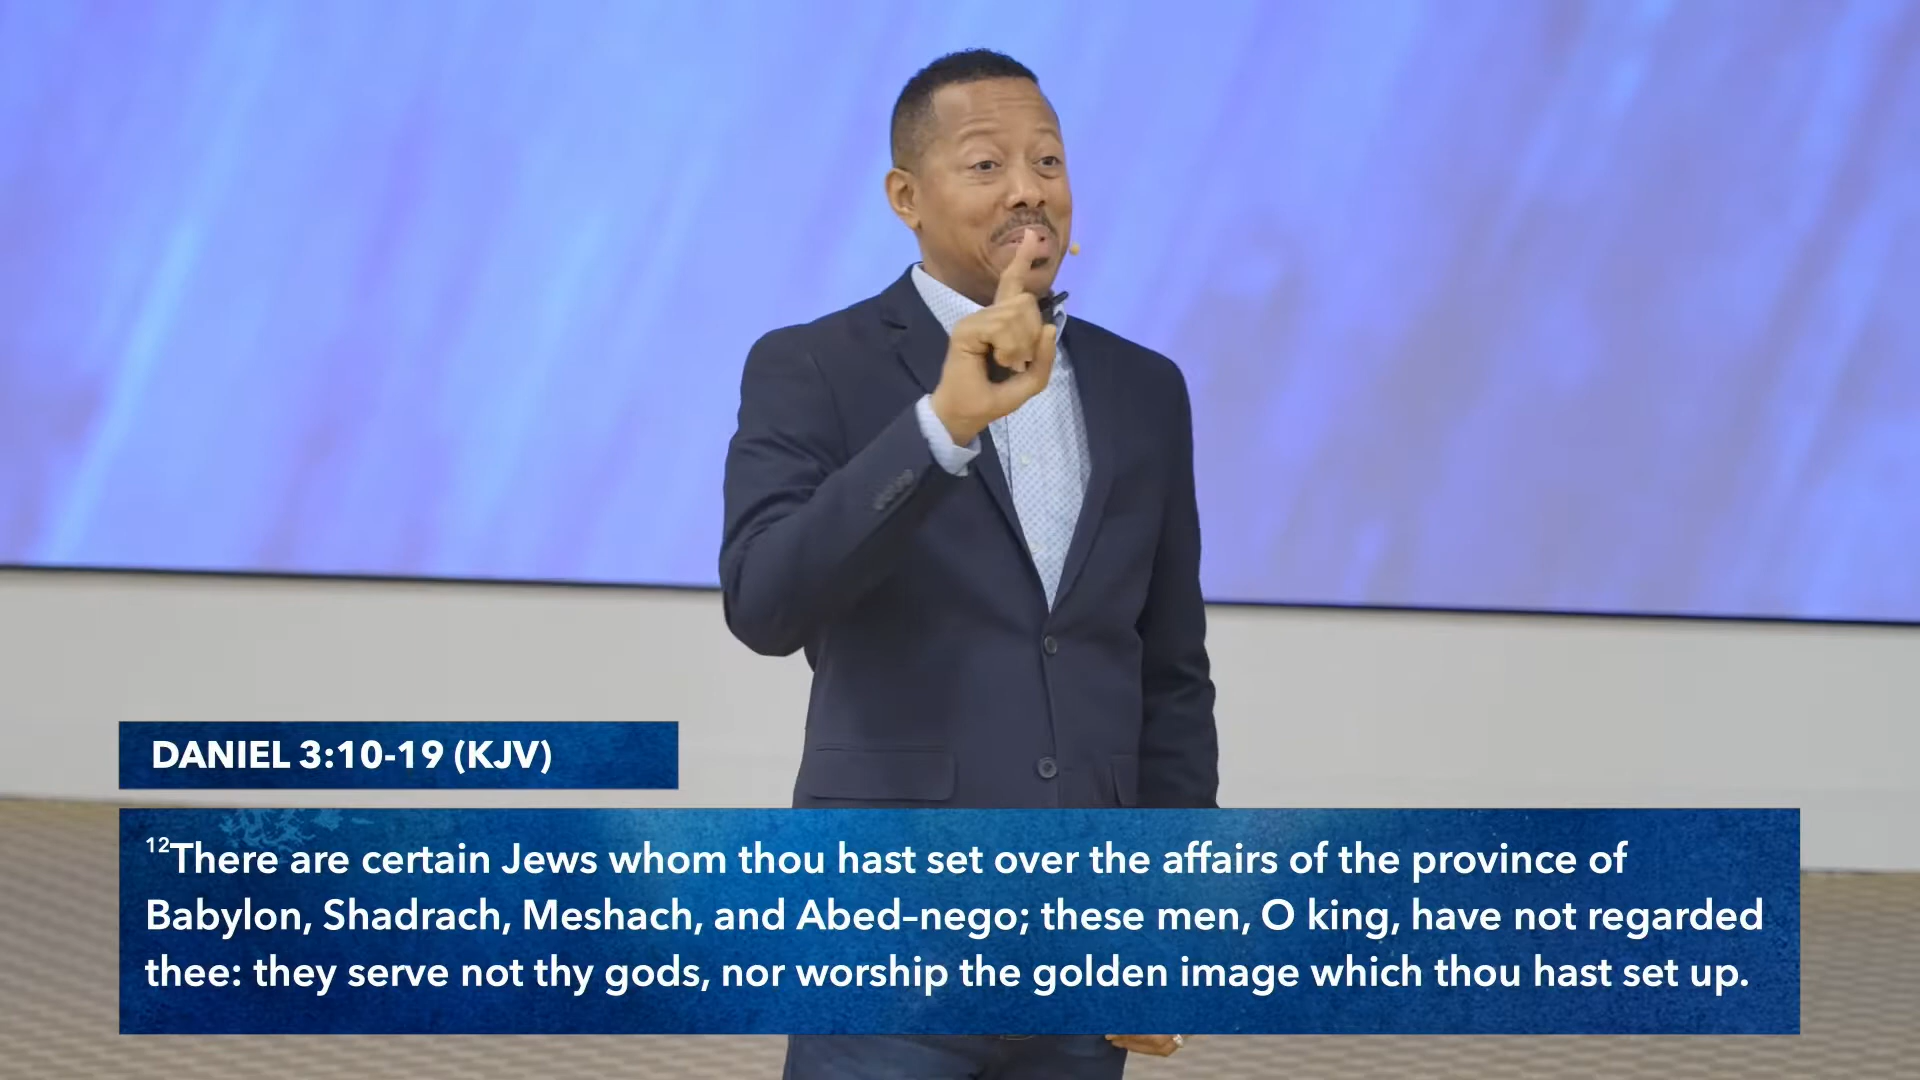 DANIEL 3:10-19 (KJV)
12There are certain Jews whom thou hast set over the affairs of the province of
Babylon, Shadrach, Meshach, and Abed–nego; these men, O king, have not regarded
thee: they serve not thy gods, nor worship the golden image which thou hast set up.